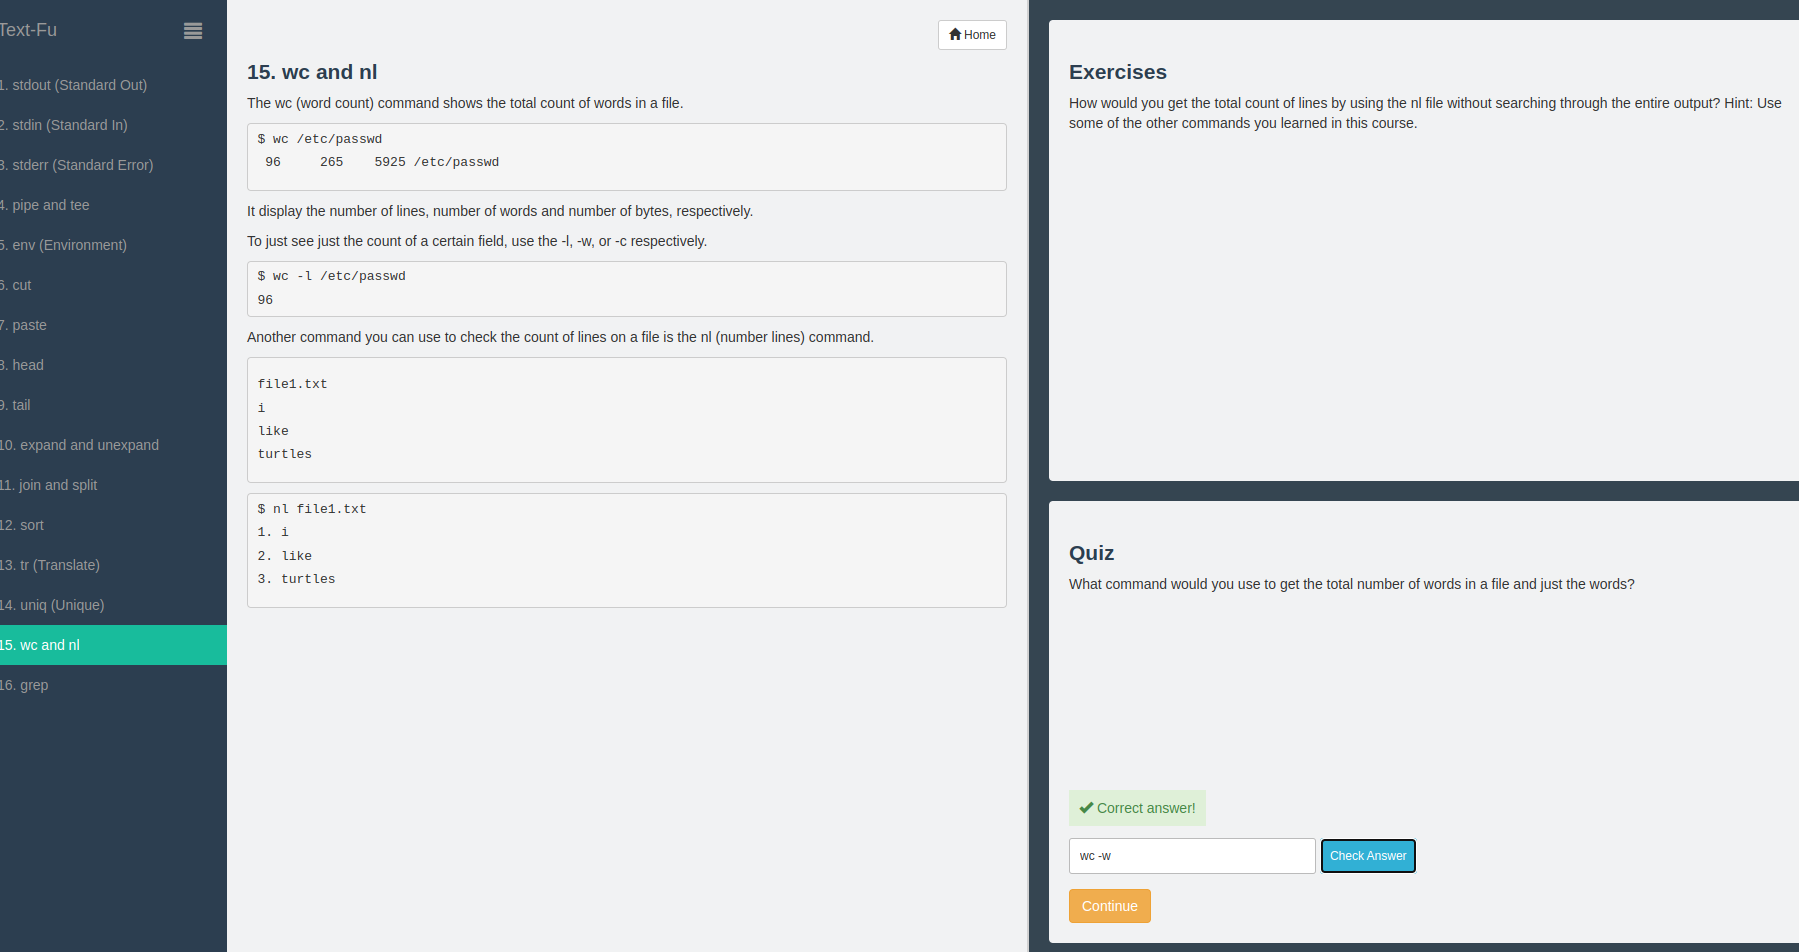 Text-Fu
1. stdout (Standard Out)
2. stdin (Standard In)
3. stderr (Standard Error)
4. pipe and tee
5. env (Environment)
6. cut
7. paste
8. head
9. tail
10. expand and unexpand
11. join and split
12. sort
13. tr (Translate)
14. uniq (Unique)
15. wc and nl
16. grep
Home
15. wc and nl
The wc (word count) command shows the total count of words in a file.
$ wc /etc/passwd
96     265    5925 /etc/passwd
It display the number of lines, number of words and number of bytes, respectively.
To just see just the count of a certain field, use the -l, -w, or -c respectively.
$ wc -l /etc/passwd
96
Another command you can use to check the count of lines on a file is the nl (number lines) command.
file1.txt
i
like
turtles
$ nl file1.txt
1. i
2. like
3. turtles
Exercises
How would you get the total count of lines by using the nl file without searching through the entire output? Hint: Use
some of the other commands you learned in this course.
Quiz
What command would you use to get the total number of words in a file and just the words?
Correct answer!
wc -w
Check Answer
Continue